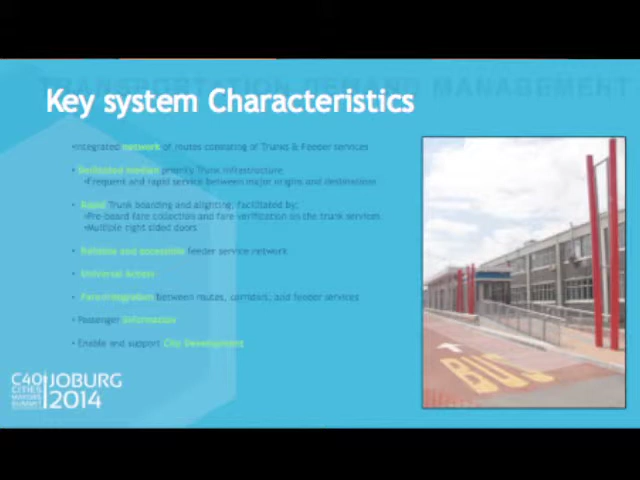 TRANSPORTATION DEMAND MANAGEMENT
Key system Characteristics
•Integrated network of routes consisting of Trunks & Feeder services
• Dedicated median priority Trunk infrastructure
•Frequent and rapid service between major origins and destinations
• Rapid Trunk boarding and alighting, facilitated by;
•Pre-board fare collection and fare verification on the trunk services
•Multiple right sided doors
• Reliable and accessible feeder service network
• Universal Access
• Fare integration between routes, corridors, and feeder services
• Passenger information
• Enable and support City Development
BUS
C40 JOBURG
CITIES
MAYORS
SUMMIT
2014